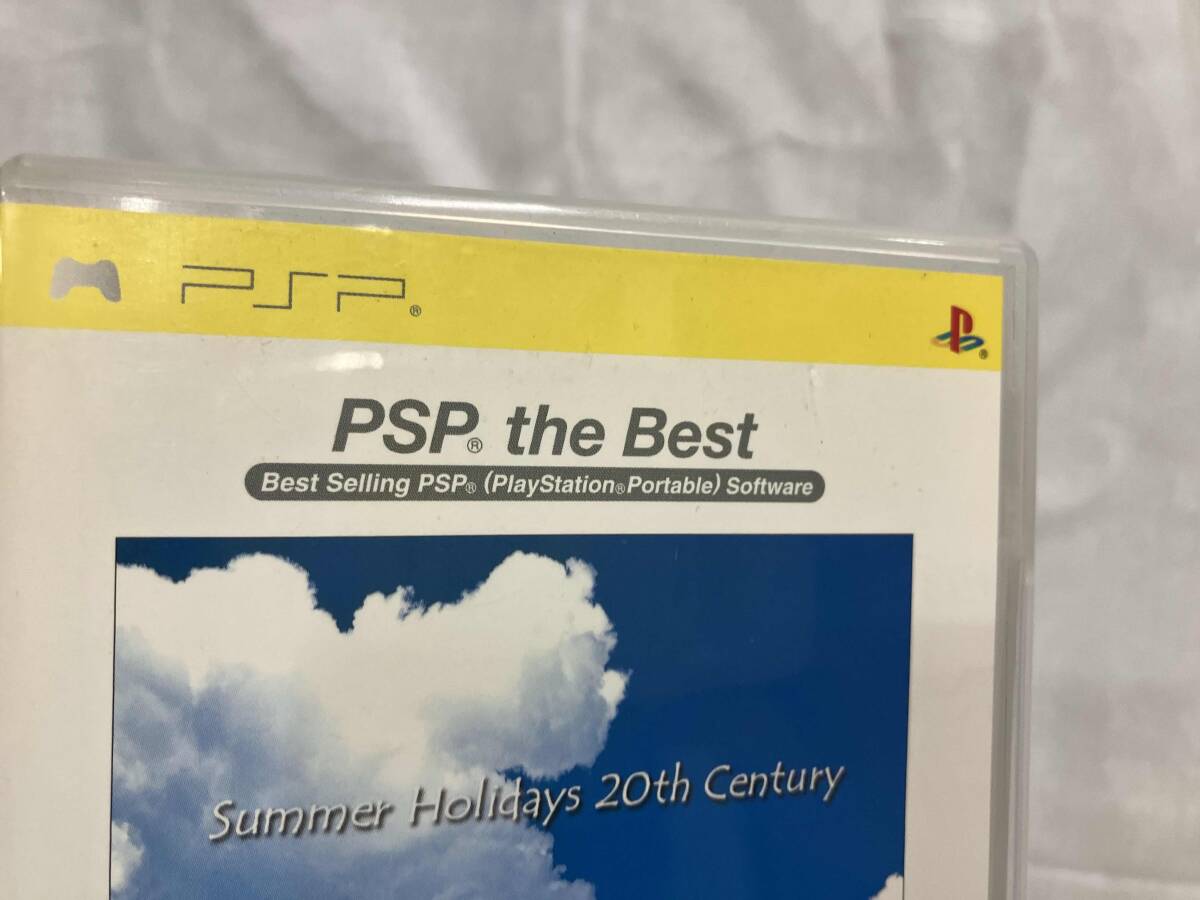 PSP®
PSP® the Best
Best Selling PSP® (PlayStation®Portable) Software
Summer Holidays 20th Century